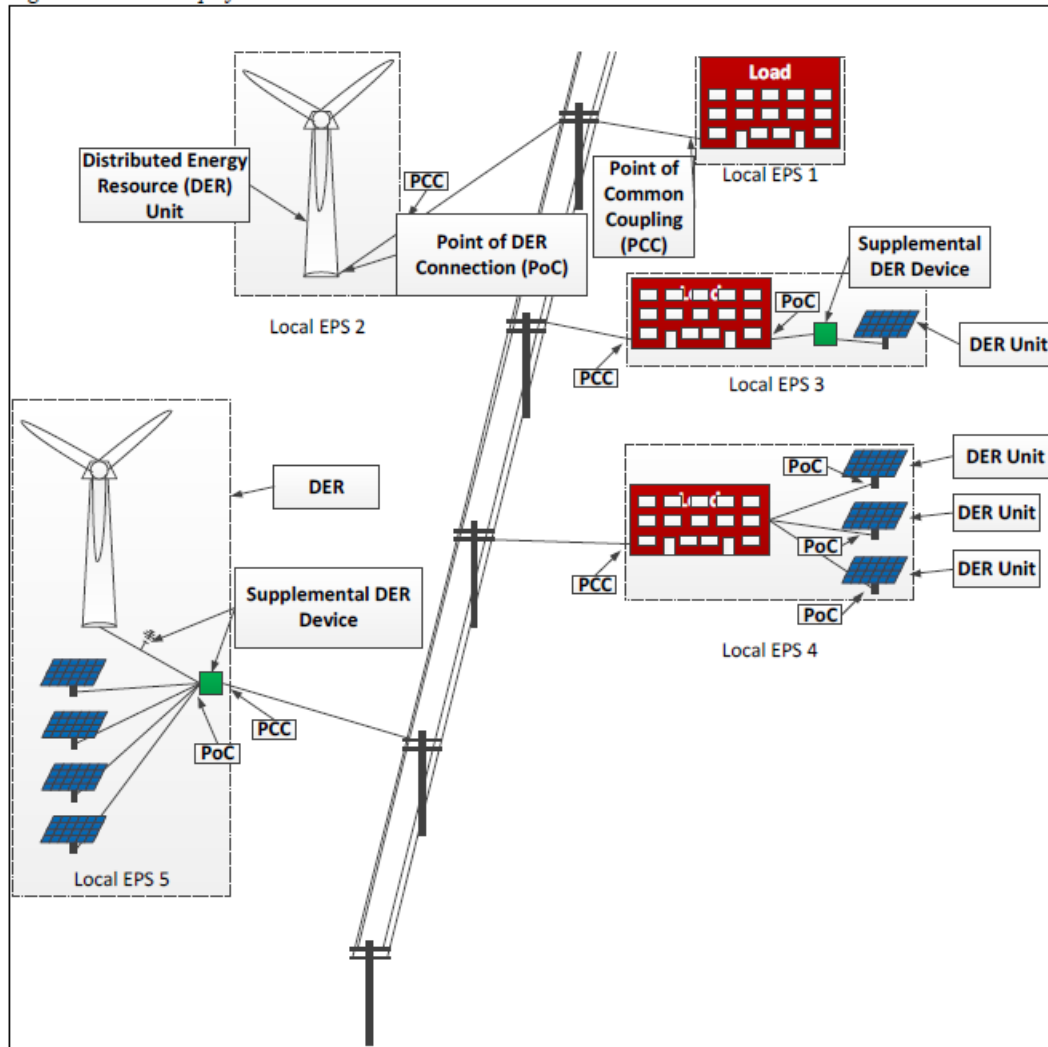 Load
Local EPS 1
Distributed Energy
Resource (DER)
Unit
PCC
Point of
Common
Coupling
(PCC)
Point of DER
Connection (PoC)
Local EPS 2
Supplemental
DER Device
PoC
DER Unit
PCC
Local EPS 3
DER
PoC
DER Unit
DER Unit
PoC
DER Unit
PCC
PoC
Local EPS 4
Supplemental DER
Device
PCC
PoC
Local EPS 5